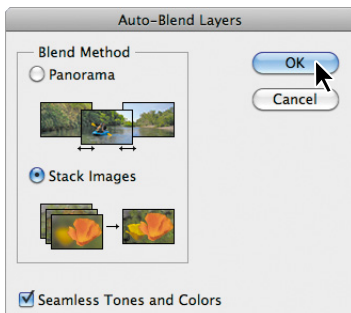 Auto-Blend Layers
Blend Method
Panorama
Stack Images
Seamless Tones and Colors
OK
Cancel